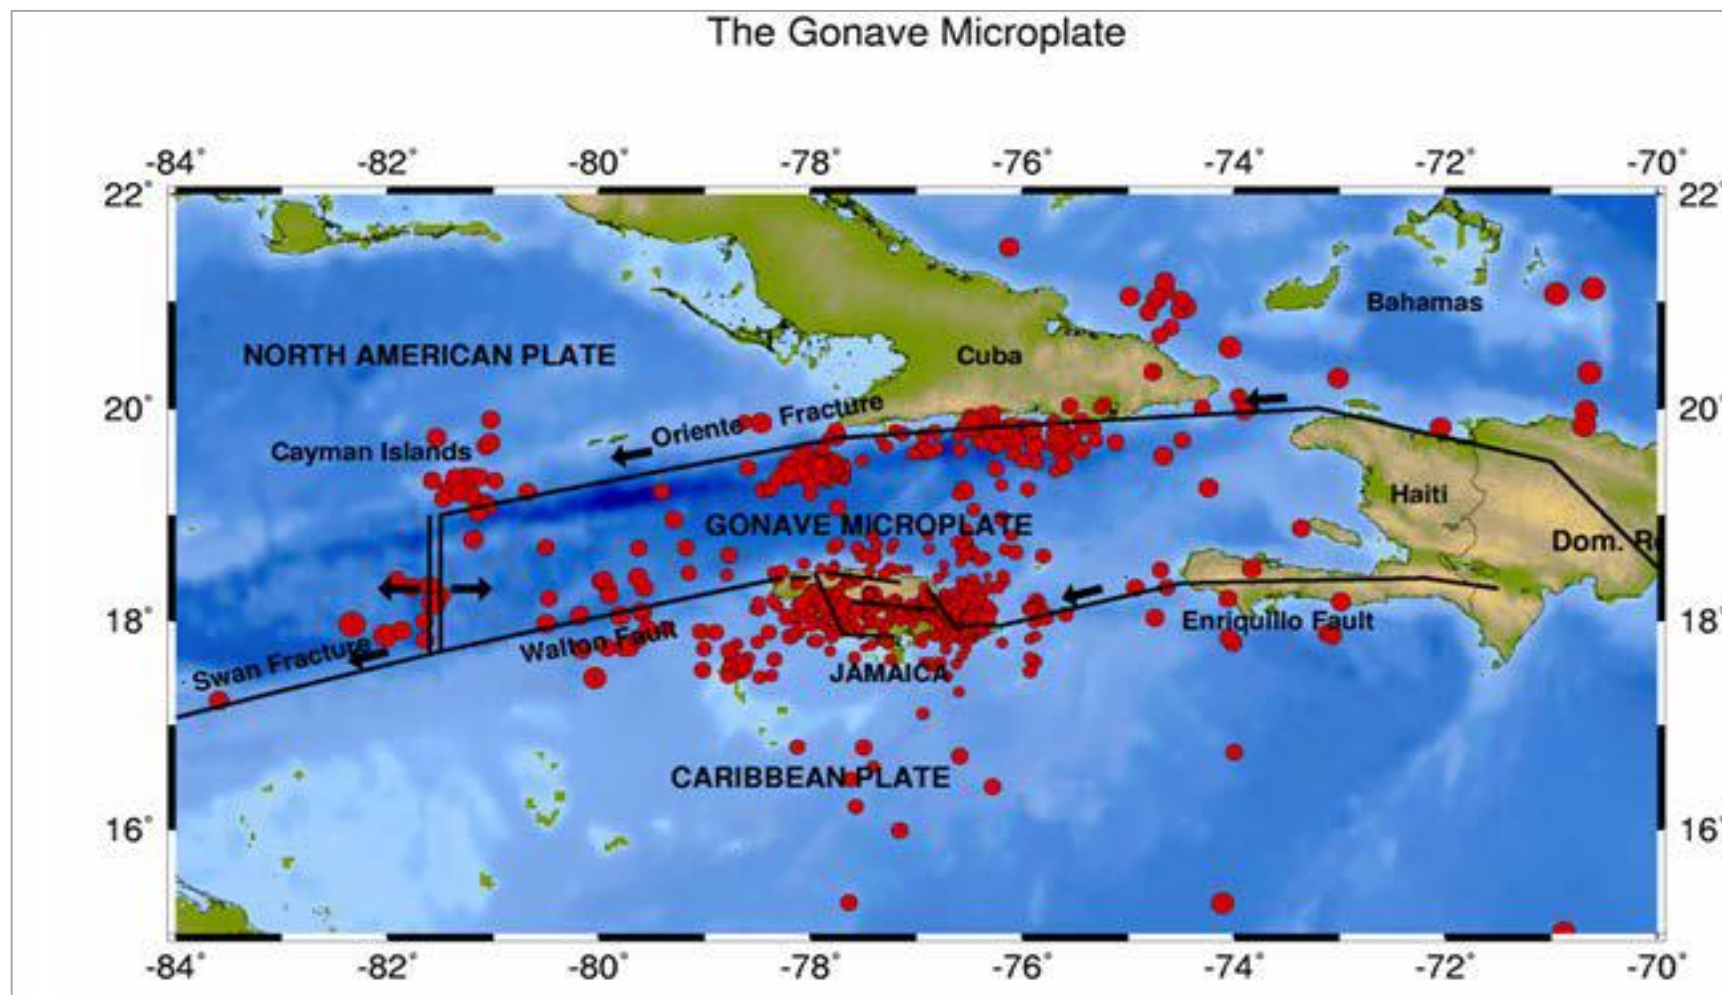 The Gonave Microplate
-84° -82° -80° -78° -76° -74° -72° -70°
22° 22°
Bahamas
NORTH AMERICAN PLATE
Cuba
20° 20°
Oriente Fracture
Cayman Islands
Haiti
GONAVE MICROPLATE
Dom. R
18° 18°
Enriquillo Fault
Walton Fault
Swan Fracture
JAMAICA
CARIBBEAN PLATE
16° 16°
-84° -82° -80° -78° -76° -74° -72° -70°